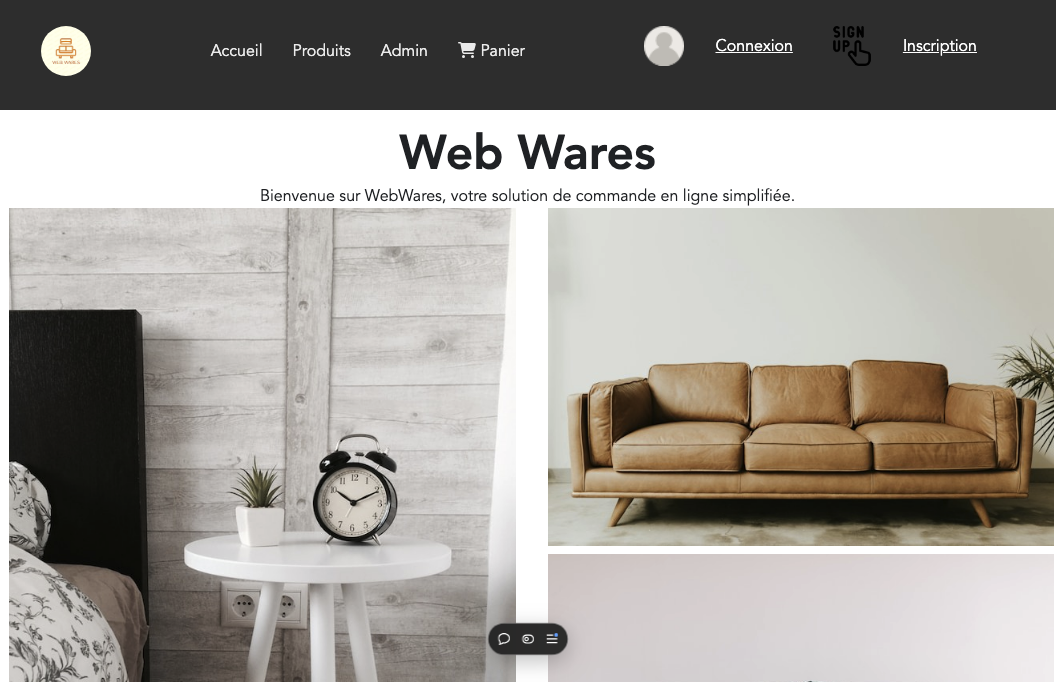 WEB WARES
Accueil
Produits
Admin
Panier
Connexion
SIGN
UP
Inscription
Web Wares
Bienvenue sur WebWares, votre solution de commande en ligne simplifiée.